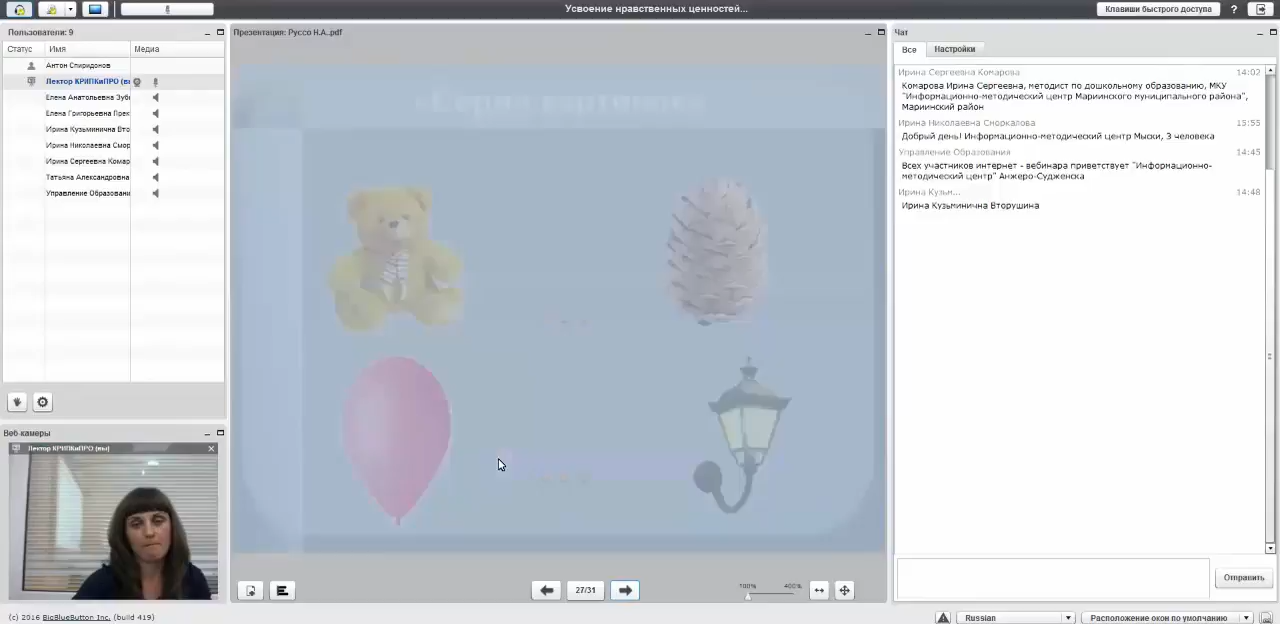 Усвоение нравственных ценностей...
Клавиши быстрого доступа
?
Пользователи: 9
Статус Имя Медиа
Антон Спиридонов
Лектор КРИПКиПРО (вы
Елена Анатольевна Зубо
Елена Григорьевна Прек
Ирина Кузьминична Вто
Ирина Николаевна Смор
Ирина Сергеевна Комар
Татьяна Александровна
Управление Образовани
Веб-камеры
Лектор КРИПКиПРО (вы)
Презентация: Руссо Н.А..pdf
27/31
100% 400%
Чат
Все Настройки
Ирина Сергеевна Комарова 14:02
Комарова Ирина Сергеевна, методист по дошкольному образованию, МКУ
"Информационно-методический центр Мариинского муниципального района",
Мариинский район
Ирина Николаевна Сморкалова 15:55
Добрый день! Информационно-методический центр Мыски, 3 человека
Управление Образования 14:45
Всех участников интернет - вебинара приветствует "Информационно-
методический центр" Анжеро-Судженска
Ирина Кузьм... 14:48
Ирина Кузьминична Вторушина
Отправить
(c) 2016 BigBlueButton Inc. (build 419)
Russian
Расположение окон по умолчанию